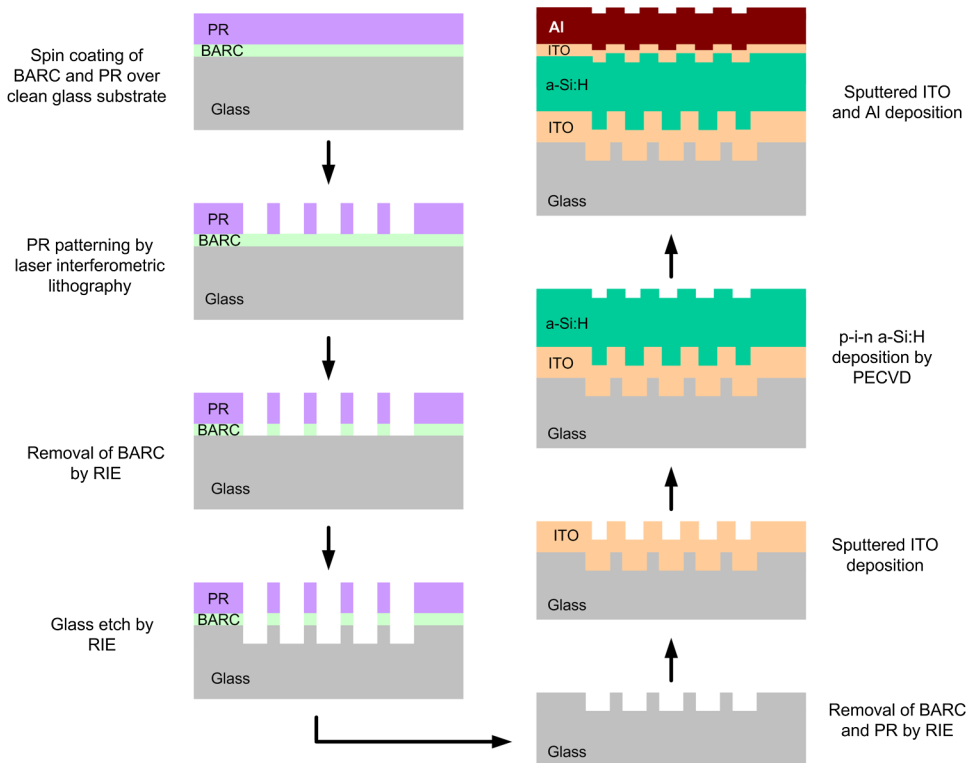 Spin coating of
BARC and PR over
clean glass substrate
PR
BARC
Glass
PR patterning by
laser interferometric
lithography
PR
BARC
Glass
Removal of BARC
by RIE
PR
BARC
Glass
Glass etch by
RIE
PR
BARC
Glass
Glass
Removal of BARC
and PR by RIE
ITO
Glass
Sputtered ITO
deposition
a-Si:H
ITO
Glass
p-i-n a-Si:H
deposition by
PECVD
Al
ITO
a-Si:H
ITO
Glass
Sputtered ITO
and Al deposition